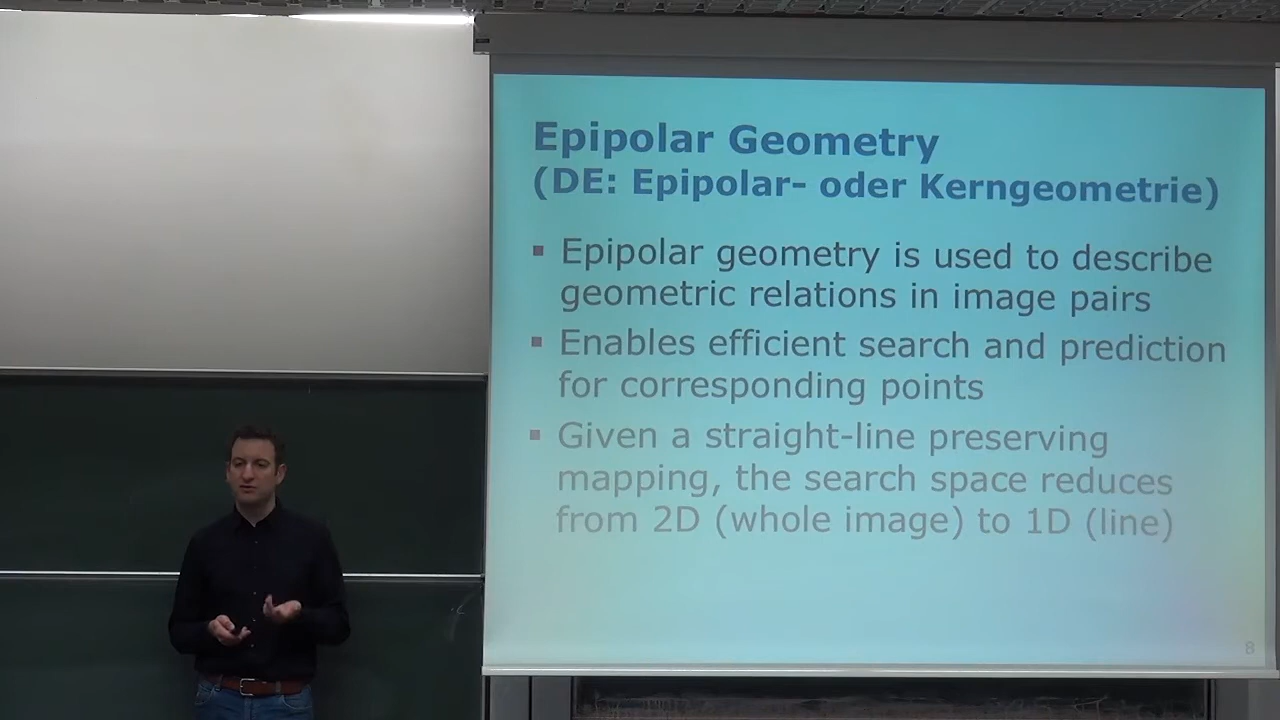 Epipolar Geometry
(DE: Epipolar- oder Kerngeometrie)
▪ Epipolar geometry is used to describe
geometric relations in image pairs
▪ Enables efficient search and prediction
for corresponding points
▪ Given a straight-line preserving
mapping, the search space reduces
from 2D (whole image) to 1D (line)
8